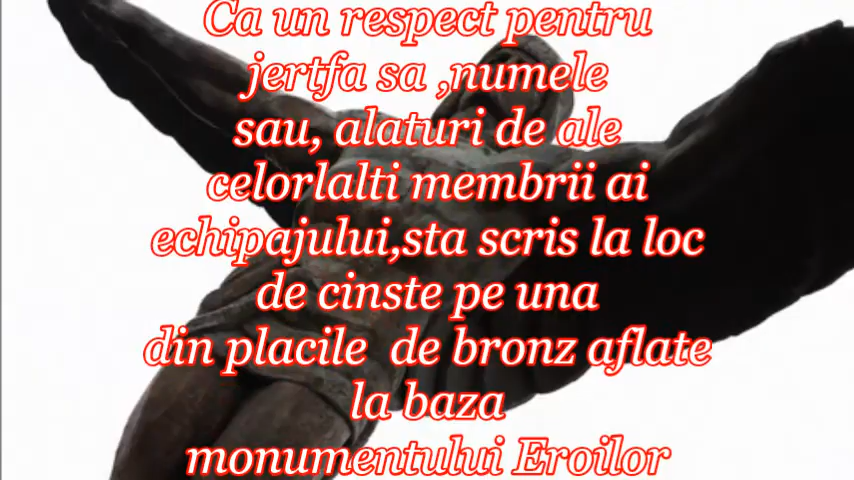 Ca un respect pentru
jertfa sa ,numele
sau, alaturi de ale
celorlalti membrii ai
echipajului,sta scris la loc
de cinste pe una
din placile de bronz aflate
la baza
monumentului Eroilor